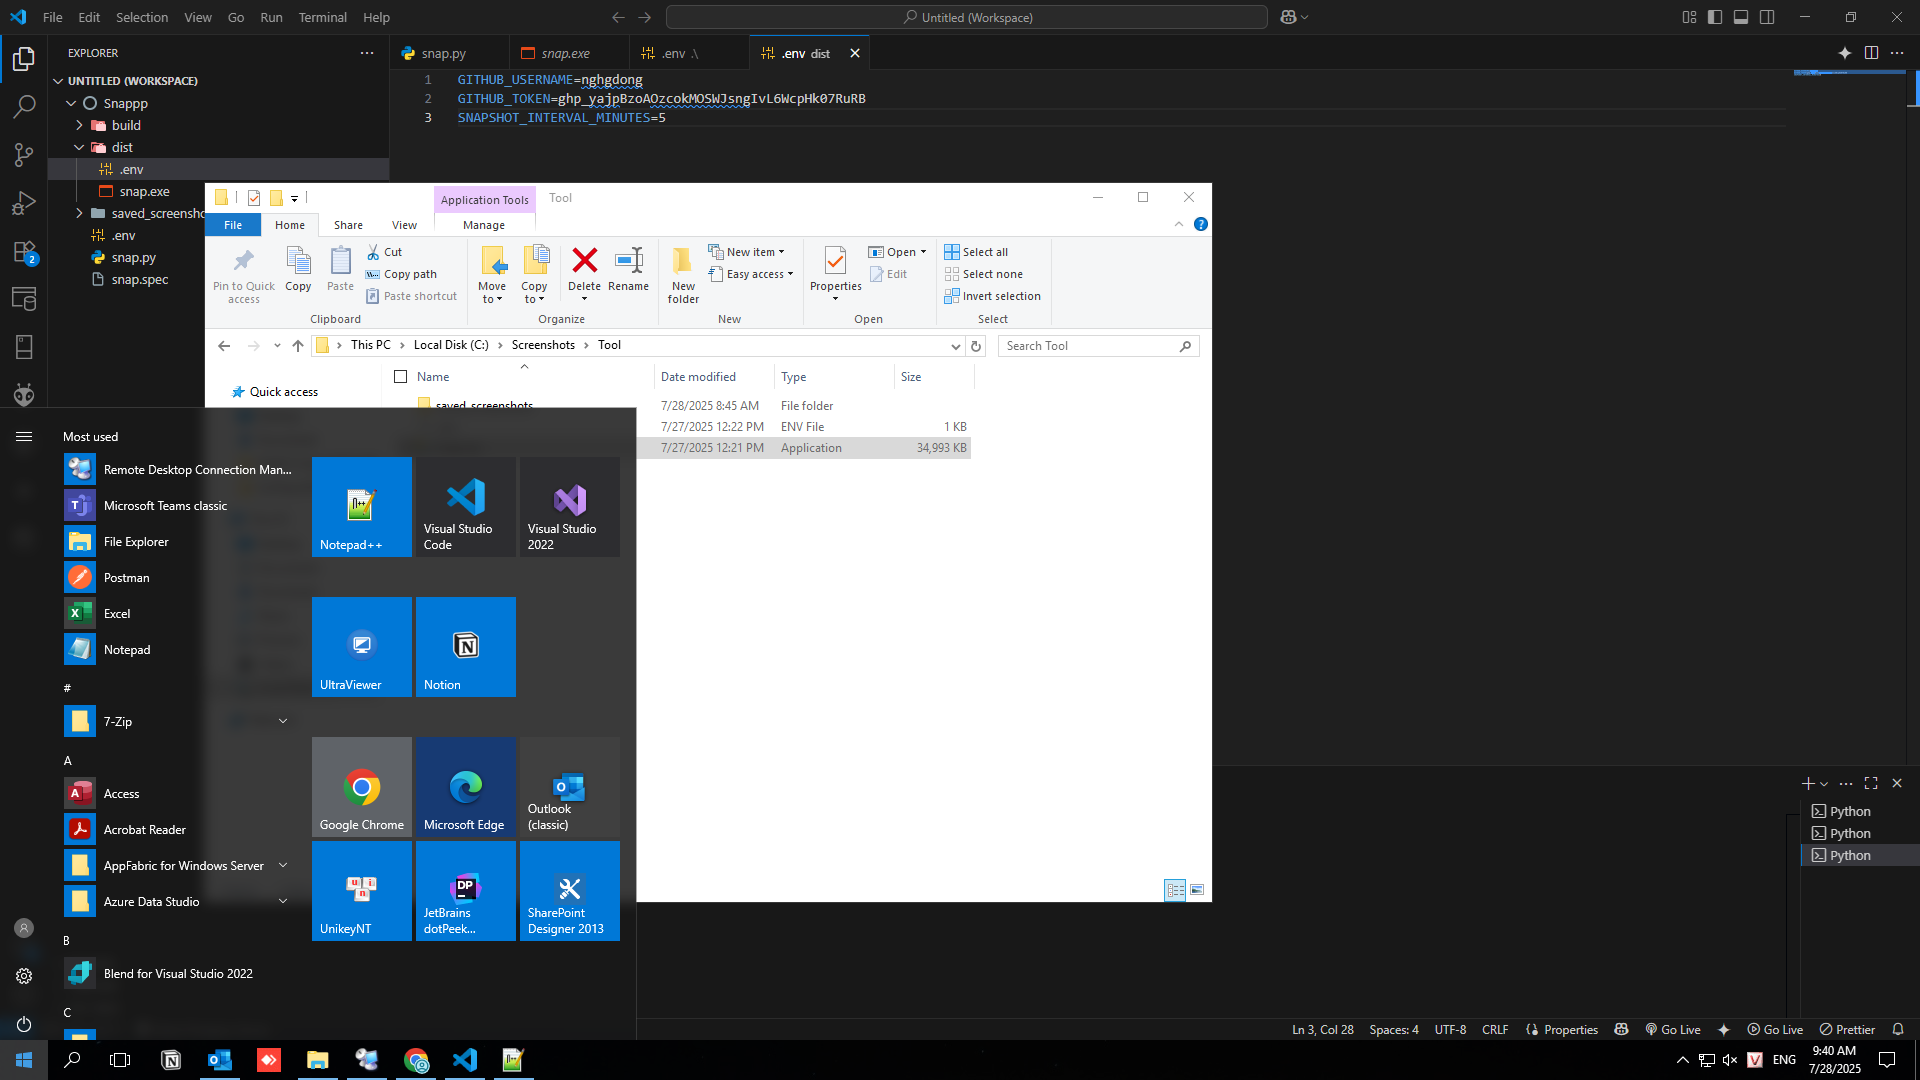 File Edit Selection View Go Run Terminal Help
Untitled (Workspace)
EXPLORER
snap.py
snap.exe
.env .\
.env dist
UNTITLED (WORKSPACE)
Snappp
build
dist
.env
snap.exe
.env
snap.py
snap.spec
2
1 GITHUB_USERNAME=nghgdong
2 GITHUB_TOKEN=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
3 SNAPSHOT_INTERVAL_MINUTES=5
Application Tools
Tool
File Home Share View Manage
Pin to Quick access
Copy
Paste
Cut
Copy path
Paste shortcut
Clipboard
Move to
Copy to
Delete
Rename
Organize
New folder
New item
Easy access
New
Properties
Open
Edit
Open
Select all
Select none
Invert selection
Select
This PC
Local Disk (C:)
Screenshots
Tool
Search Tool
Quick access
Name Date modified Type Size
saved_screenshots 7/28/2025 8:45 AM File folder
7/27/2025 12:22 PM ENV File 1 KB
7/27/2025 12:21 PM Application 34,993 KB
Most used
Remote Desktop Connection Man...
Microsoft Teams classic
File Explorer
Postman
Excel
Notepad
#
7-Zip
A
Access
Acrobat Reader
AppFabric for Windows Server
Azure Data Studio
B
Blend for Visual Studio 2022
C
Notepad++
Visual Studio Code
Visual Studio 2022
UltraViewer
Notion
Google Chrome
Microsoft Edge
Outlook (classic)
UnikeyNT
JetBrains dotPeek...
SharePoint Designer 2013
Python
Python
Python
Ln 3, Col 28 Spaces: 4 UTF-8 CRLF Properties Go Live Go Live Prettier
ENG
9:40 AM
7/28/2025